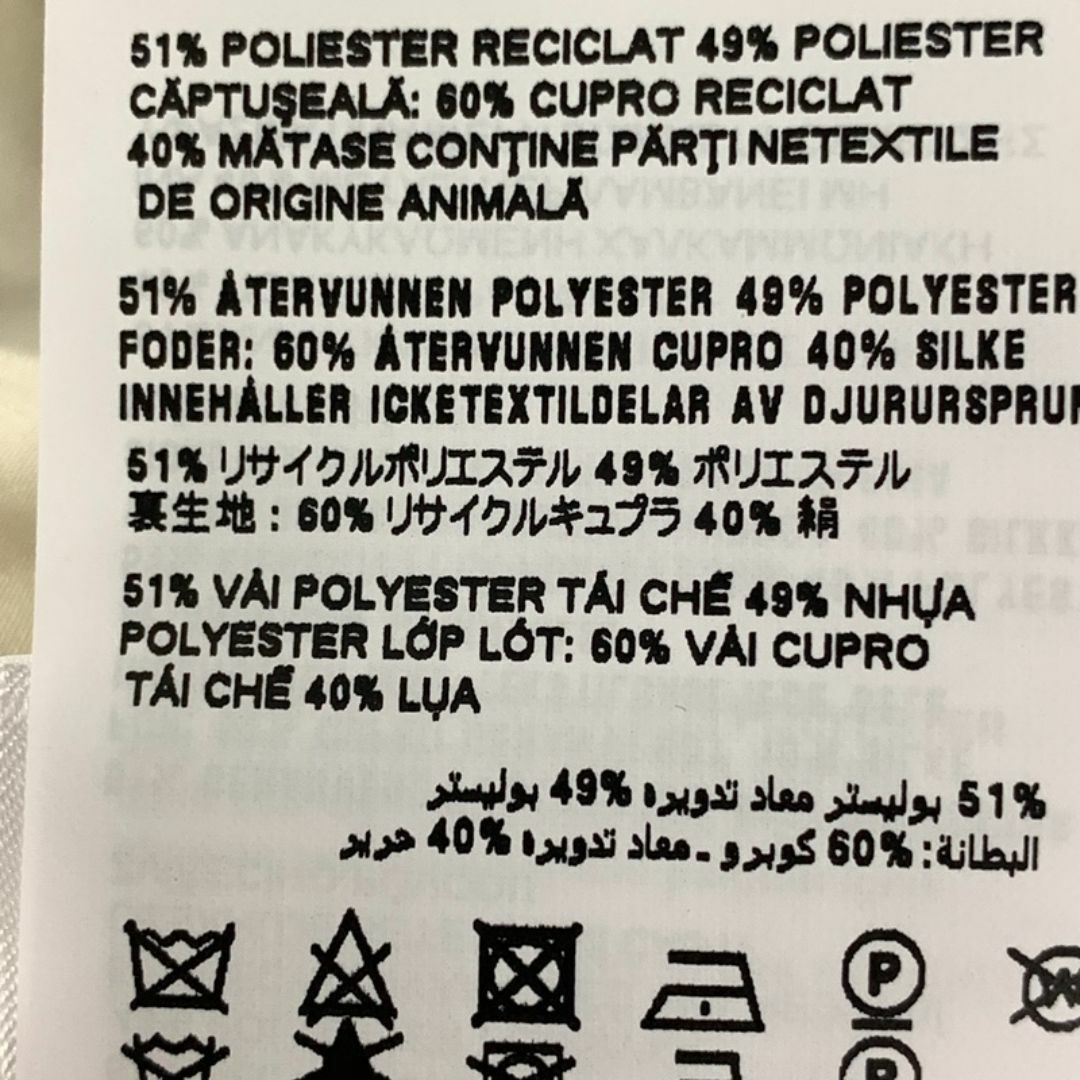 51% POLIESTER RECICLAT 49% POLIESTER
CĂPTUŞEALĂ: 60% CUPRO RECICLAT
40% MĂTASE CONŢINE PĂRŢI NETEXTILE
DE ORIGINE ANIMALĂ
51% ÅTERVUNNEN POLYESTER 49% POLYESTER
FODER: 60% ÅTERVUNNEN CUPRO 40% SILKE
INNEHÅLLER ICKETEXTILDELAR AV DJURURSPRUN
51% リサイクルポリエステル 49% ポリエステル
裏生地 : 60% リサイクルキュプラ 40% 絹
51% VẢI POLYESTER TÁI CHẾ 49% NHỰA
POLYESTER LỚP LÓT: 60% VẢI CUPRO
TÁI CHẾ 40% LỤA
51% بوليستر معاد تدويره 49% بوليستر
البطانة: 60% كوبرو - معاد تدويره 40% حرير
P
W
P